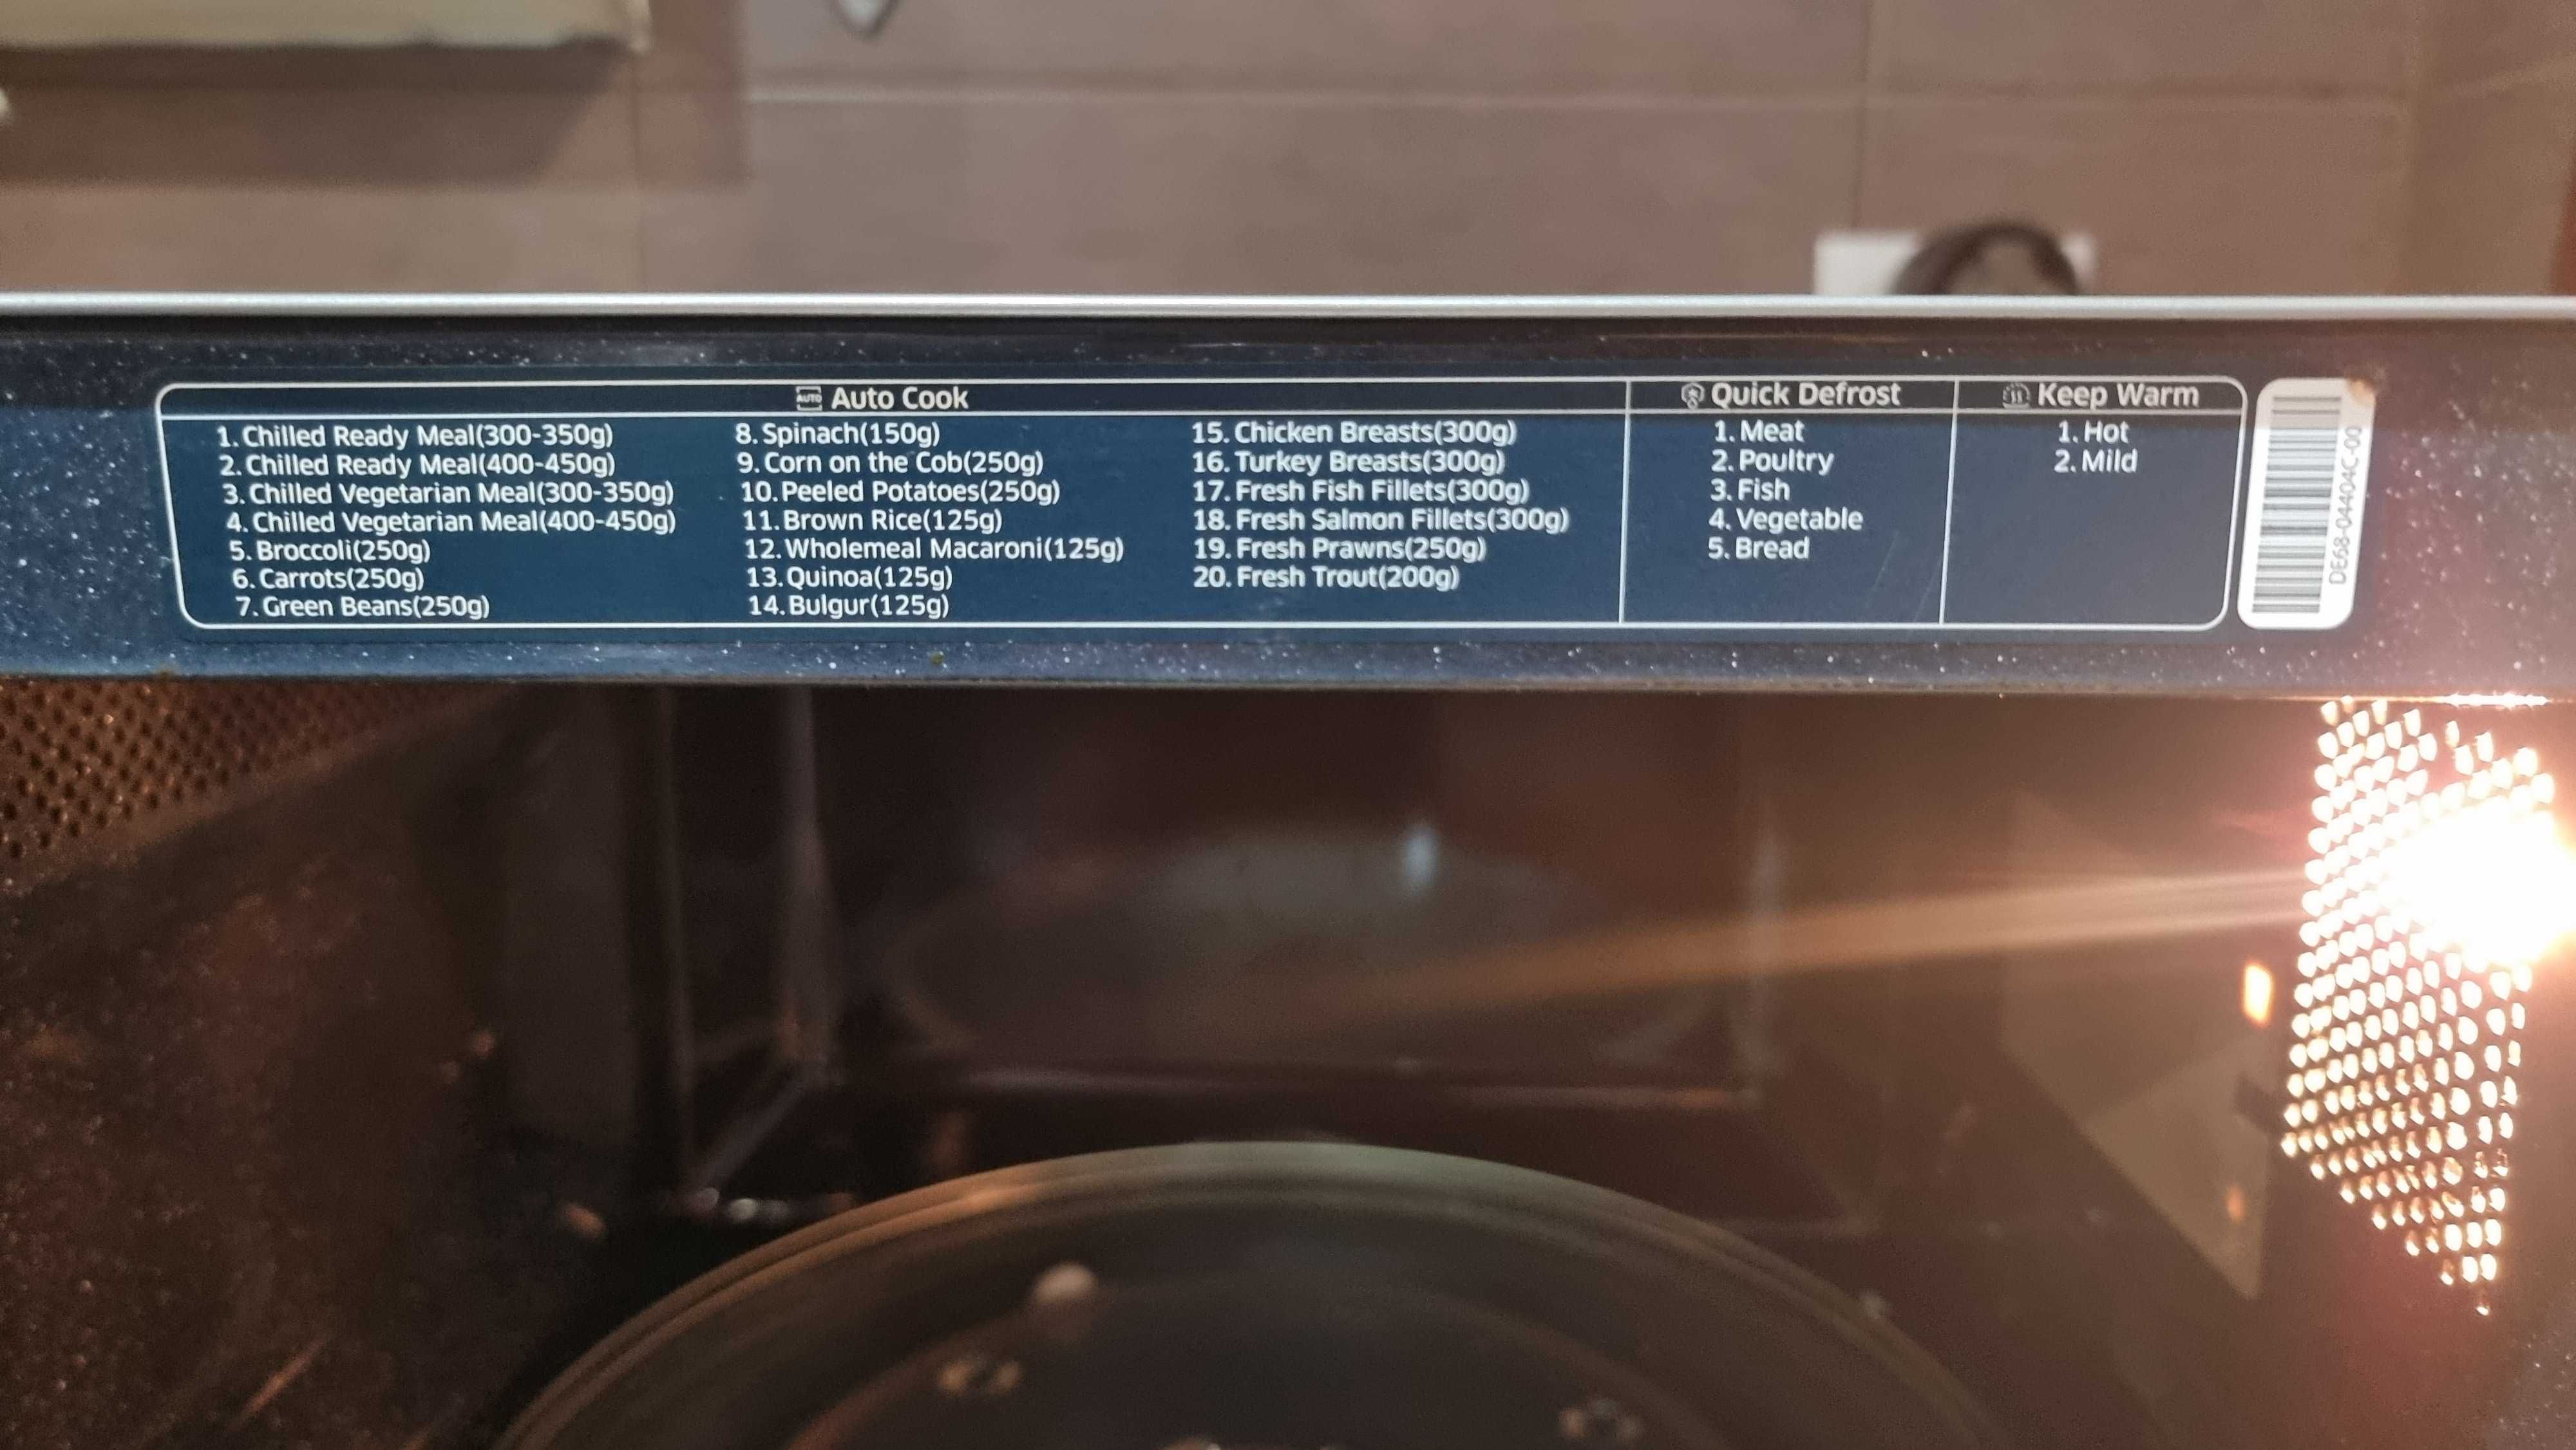 AUTO Auto Cook
1. Chilled Ready Meal(300-350g)
2. Chilled Ready Meal(400-450g)
3. Chilled Vegetarian Meal(300-350g)
4. Chilled Vegetarian Meal(400-450g)
5. Broccoli(250g)
6. Carrots(250g)
7. Green Beans(250g)
8. Spinach(150g)
9. Corn on the Cob(250g)
10. Peeled Potatoes(250g)
11. Brown Rice(125g)
12. Wholemeal Macaroni(125g)
13. Quinoa(125g)
14. Bulgur(125g)
15. Chicken Breasts(300g)
16. Turkey Breasts(300g)
17. Fresh Fish Fillets(300g)
18. Fresh Salmon Fillets(300g)
19. Fresh Prawns(250g)
20. Fresh Trout(200g)
Quick Defrost
1. Meat
2. Poultry
3. Fish
4. Vegetable
5. Bread
Keep Warm
1. Hot
2. Mild
DE68-04404C-00